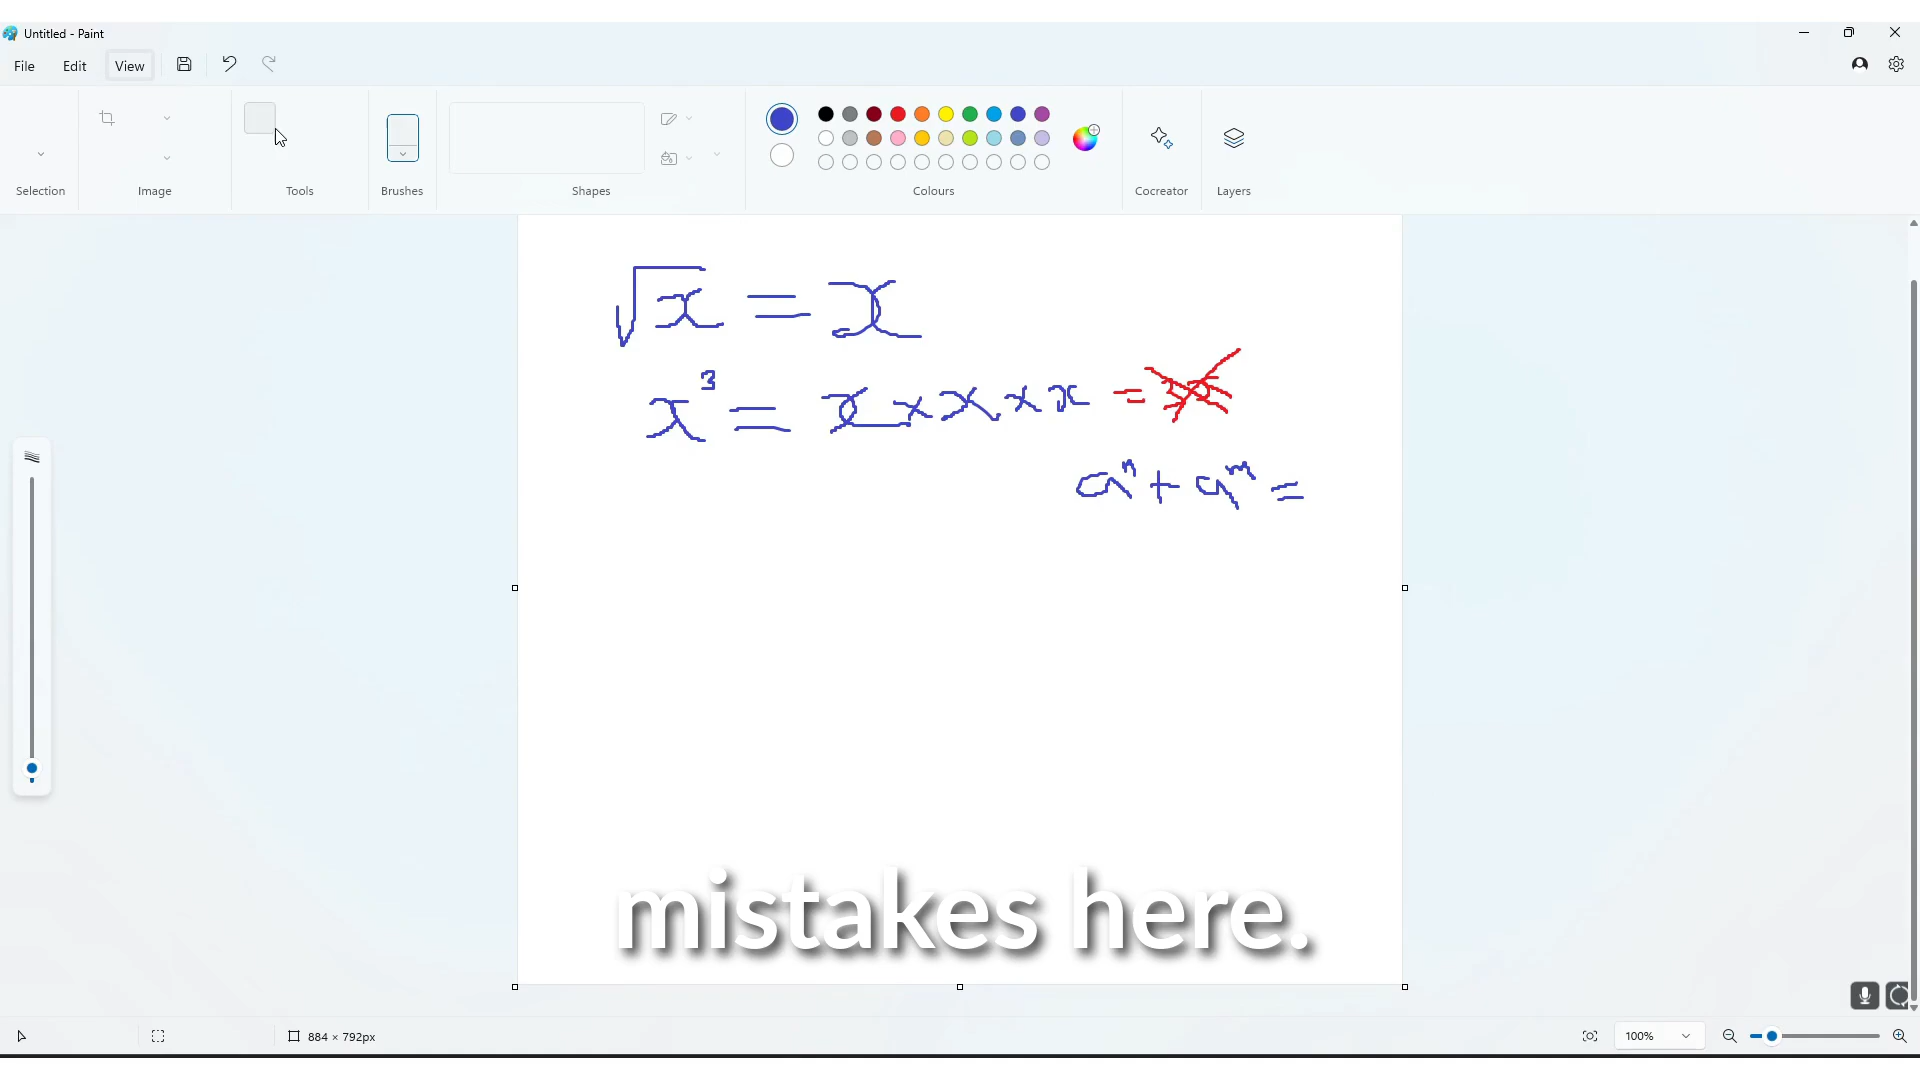 Untitled - Paint
File Edit View
Selection Image Tools Brushes Shapes Colours Cocreator Layers
√x = x
x³ = x × x × x =
aⁿ + aᵐ =
mistakes here.
884 × 792px 100%